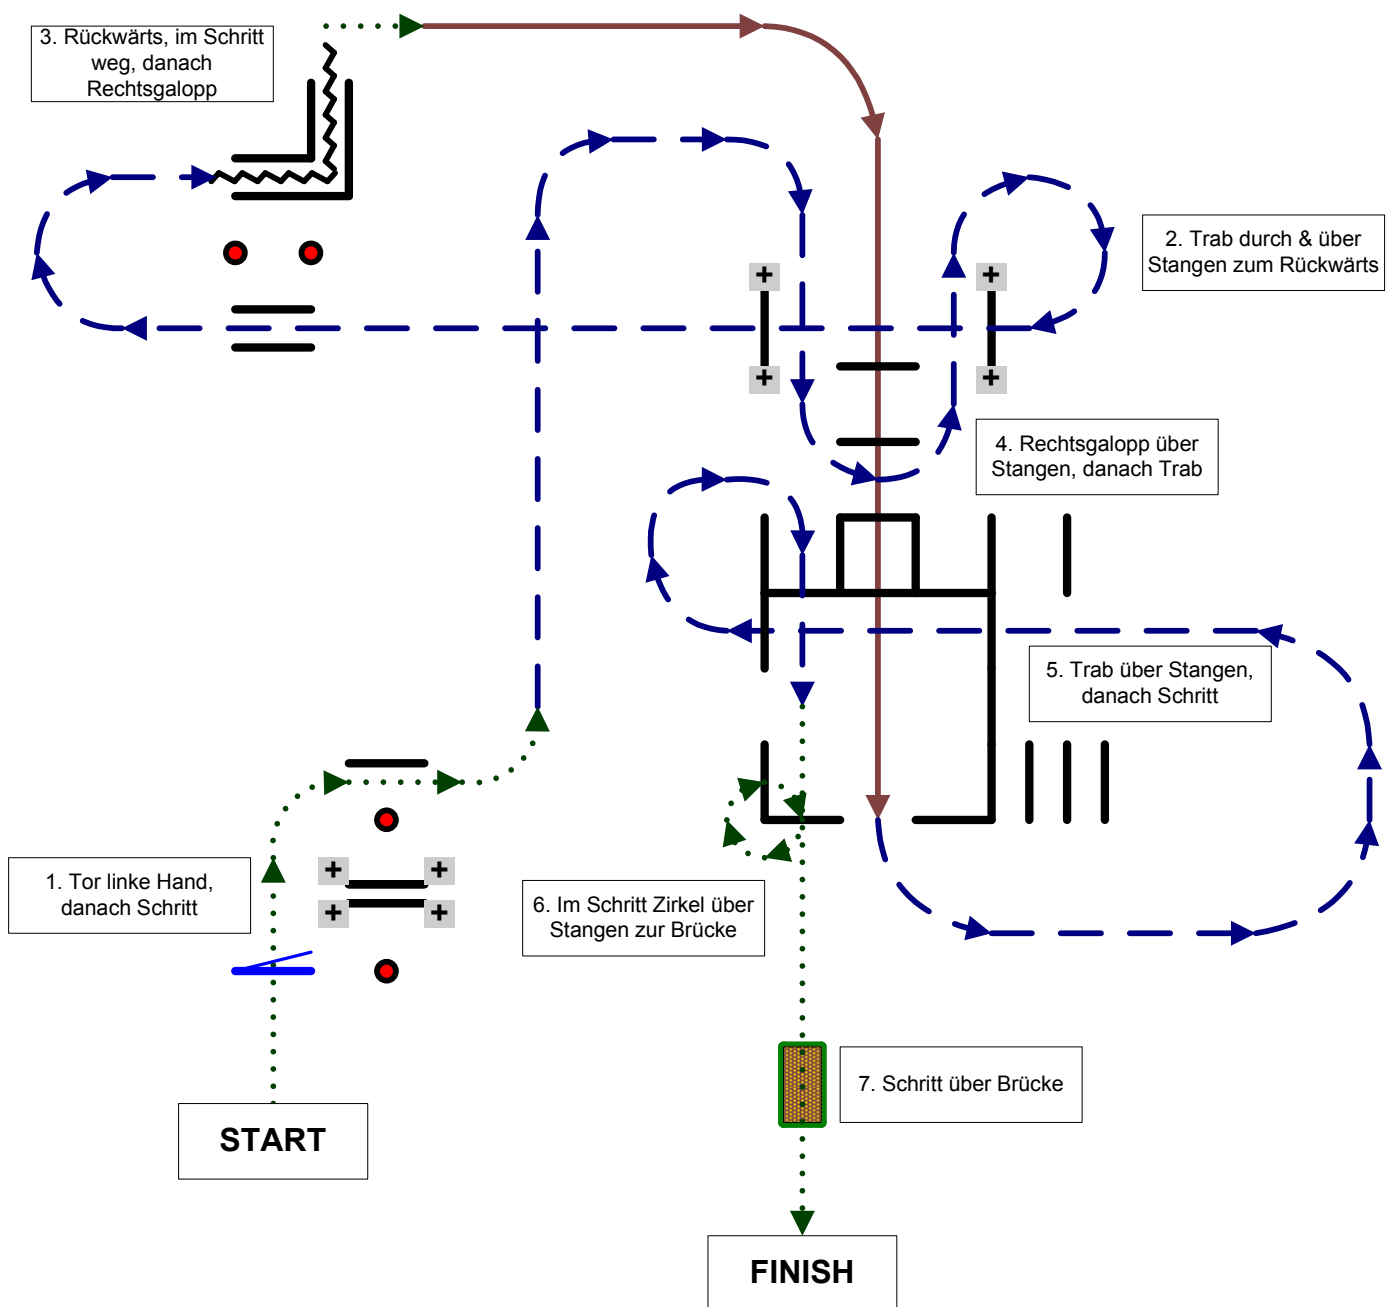 3. Rückwärts, im Schritt
weg, danach
Rechtsgalopp
2. Trab durch & über
Stangen zum Rückwärts
4. Rechtsgalopp über
Stangen, danach Trab
5. Trab über Stangen,
danach Schritt
1. Tor linke Hand,
danach Schritt
6. Im Schritt Zirkel über
Stangen zur Brücke
7. Schritt über Brücke
START
FINISH